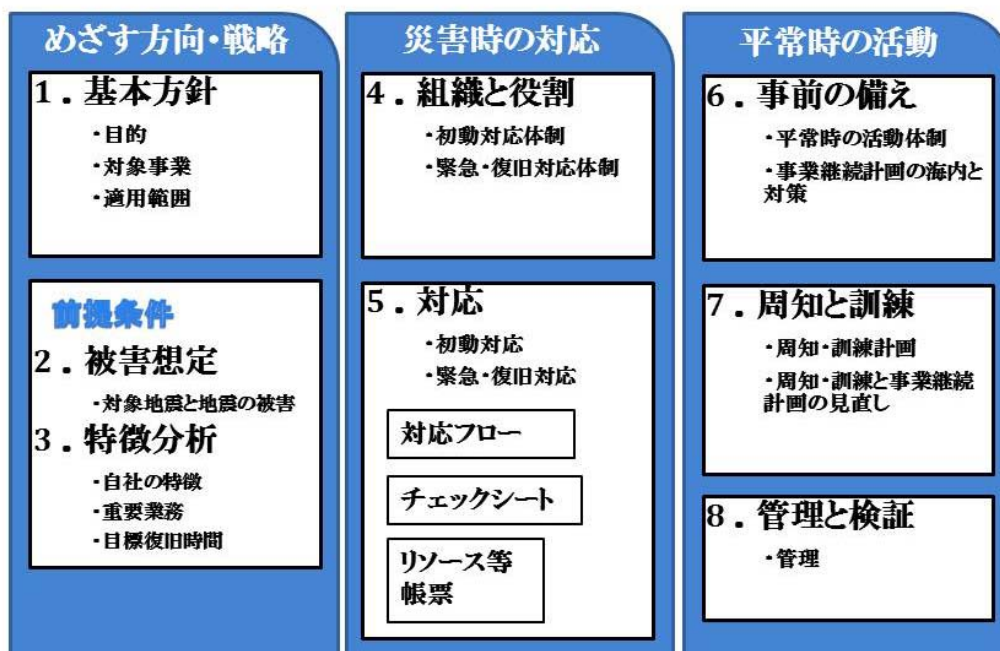 めざす方向・戦略
1．基本方針
・目的
・対象事業
・適用範囲
前提条件
2．被害想定
・対象地震と地震の被害
3．特徴分析
・自社の特徴
・重要業務
・目標復旧時間
災害時の対応
4．組織と役割
・初動対応体制
・緊急・復旧対応体制
5．対応
・初動対応
・緊急・復旧対応
対応フロー
チェックシート
リソース等
帳票
平常時の活動
6．事前の備え
・平常時の活動体制
・事業継続計画の海内と
対策
7．周知と訓練
・周知・訓練計画
・周知・訓練と事業継続
計画の見直し
8．管理と検証
・管理